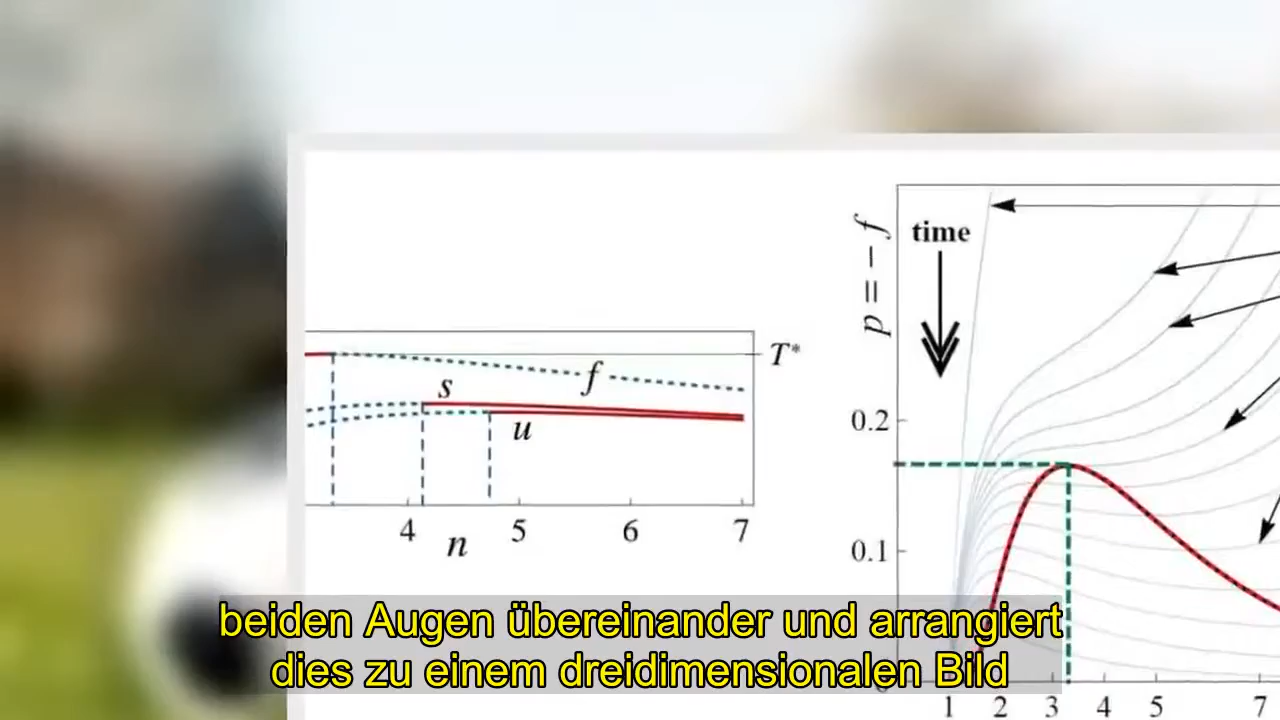 p = − f
time
T*
f
s
0.2
u
4 5 6 7
n
0.1
beiden Augen übereinander und arrangiert
dies zu einem dreidimensionalen Bild
1 2 3 4 5 7